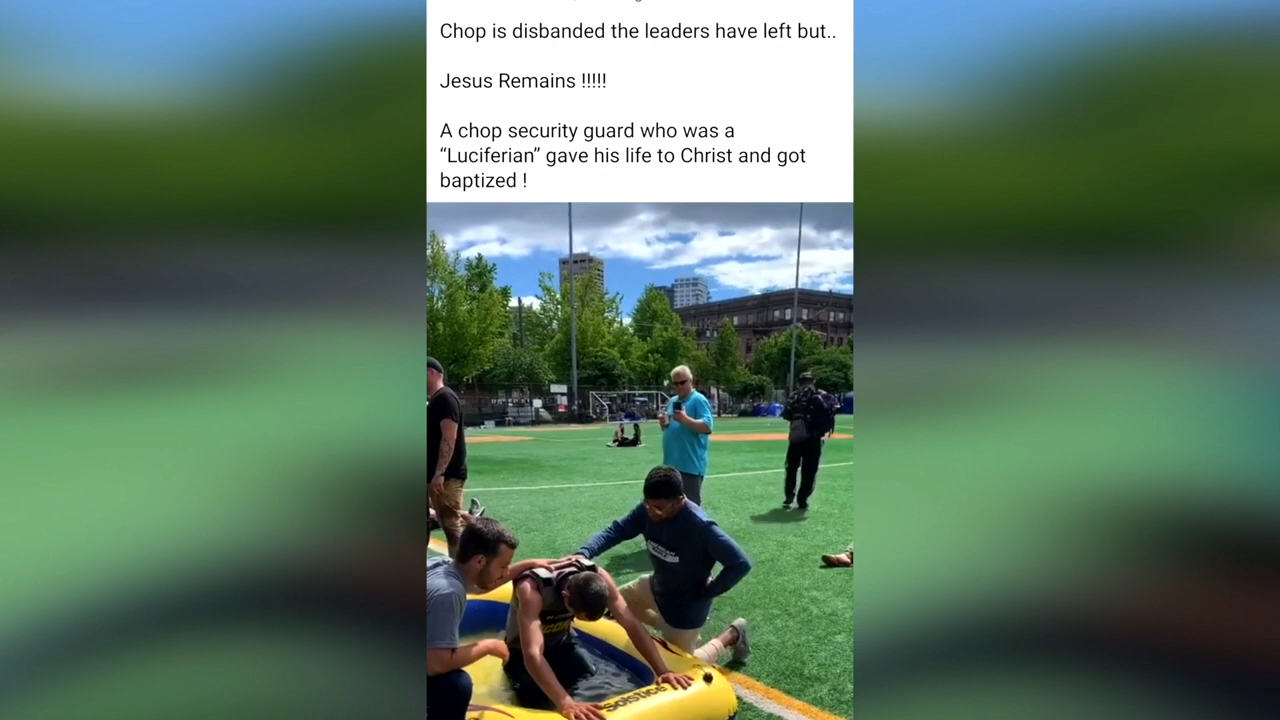 Chop is disbanded the leaders have left but..
Jesus Remains !!!!!
A chop security guard who was a
“Luciferian” gave his life to Christ and got
baptized !
Solstice